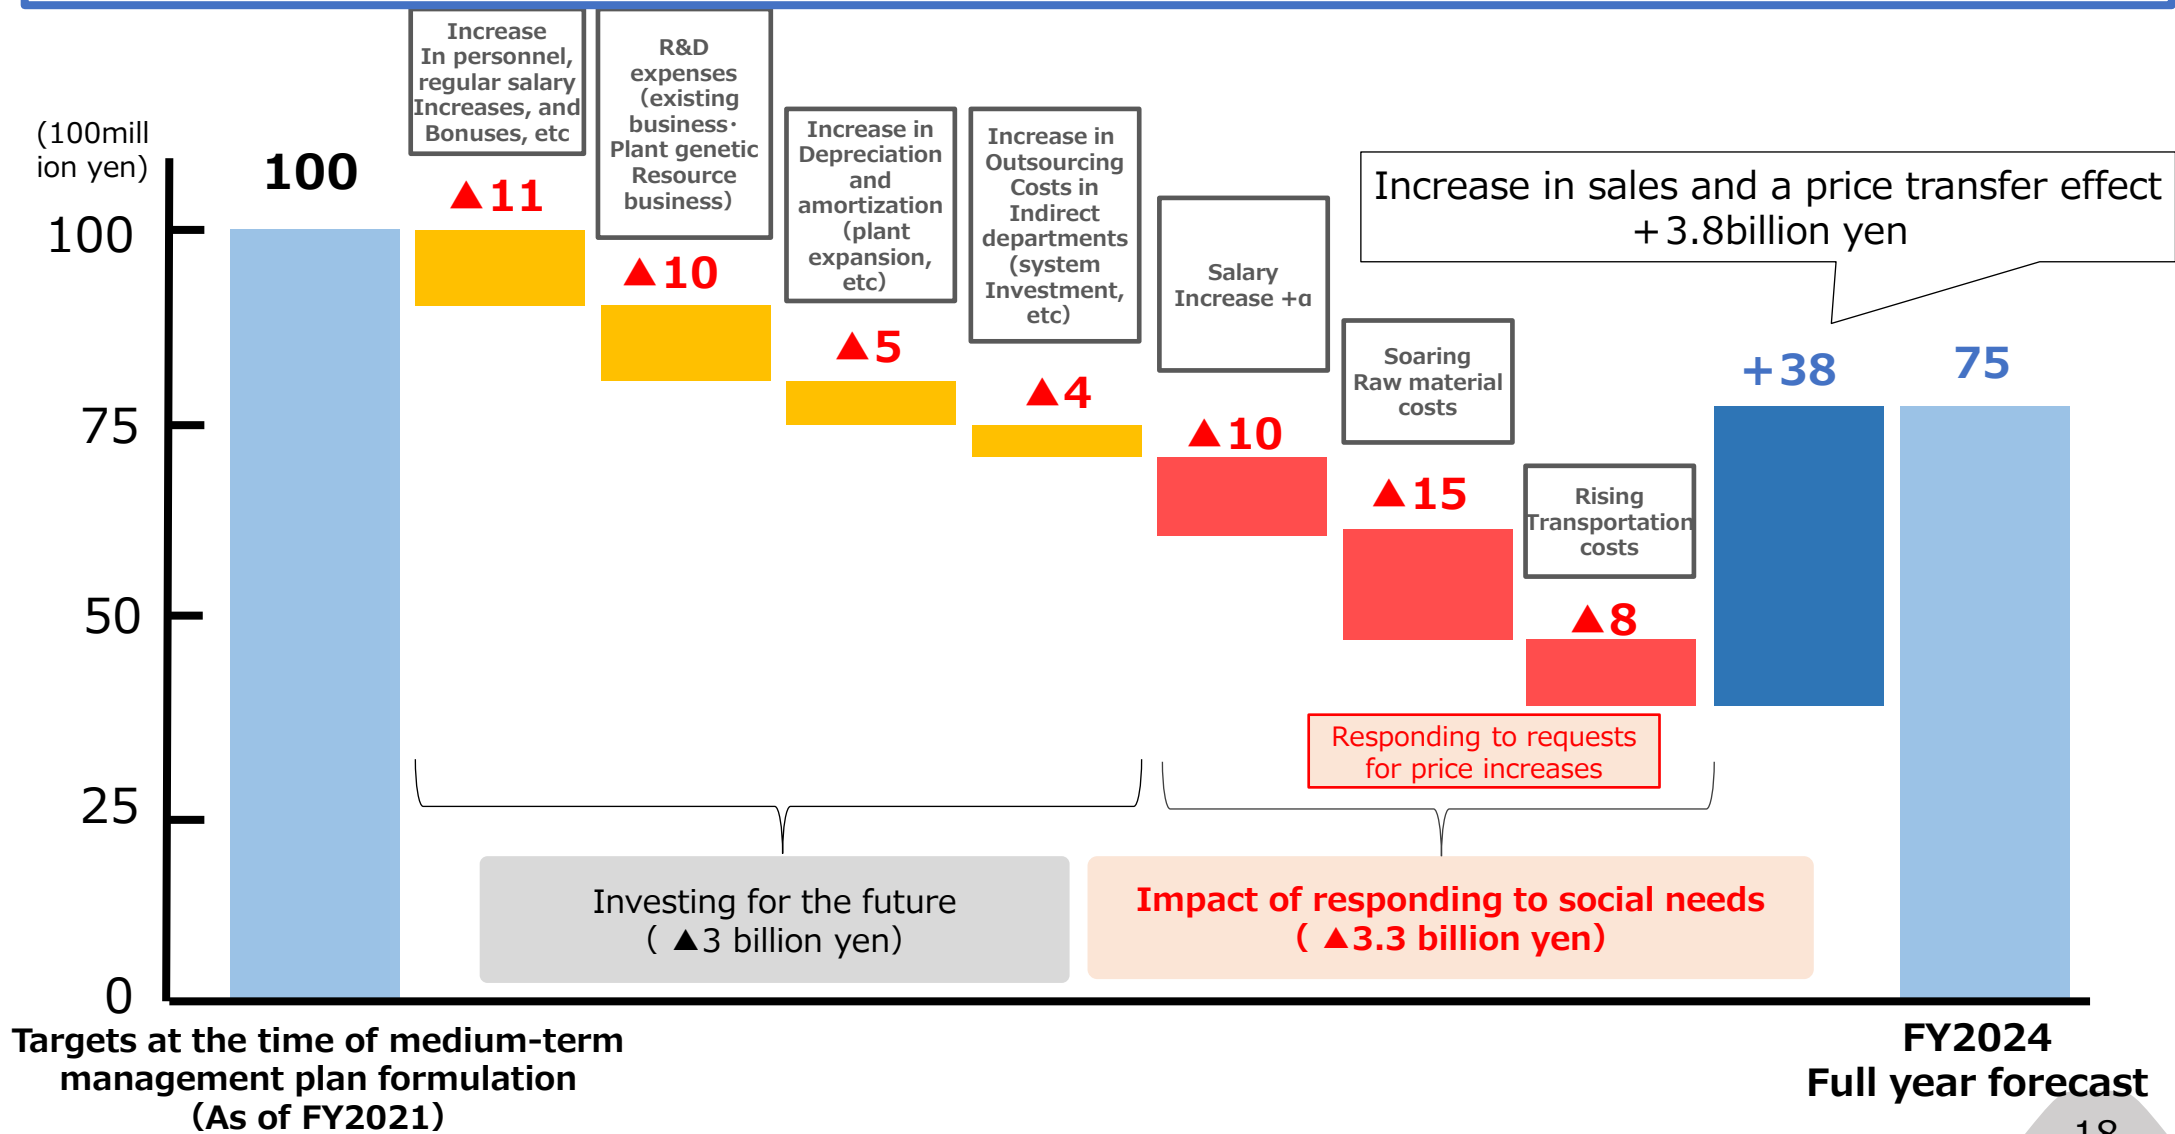 (100mill
ion yen)
100
75
50
25
0
100
Increase
In personnel,
regular salary
Increases, and
Bonuses, etc
▲11
R&D
expenses
（existing
business・
Plant genetic
Resource
business）
▲10
Increase in
Depreciation
and
amortization
（plant
expansion,
etc）
▲5
Increase in
Outsourcing
Costs in
Indirect
departments
(system
Investment,
etc)
▲4
Salary
Increase +α
▲10
Soaring
Raw material
costs
▲15
Rising
Transportation
costs
▲8
Increase in sales and a price transfer effect
＋3.8billion yen
+38
75
Responding to requests
for price increases
Investing for the future
（ ▲3 billion yen）
Impact of responding to social needs
（ ▲3.3 billion yen）
Targets at the time of medium-term
management plan formulation
（As of FY2021）
FY2024
Full year forecast
18